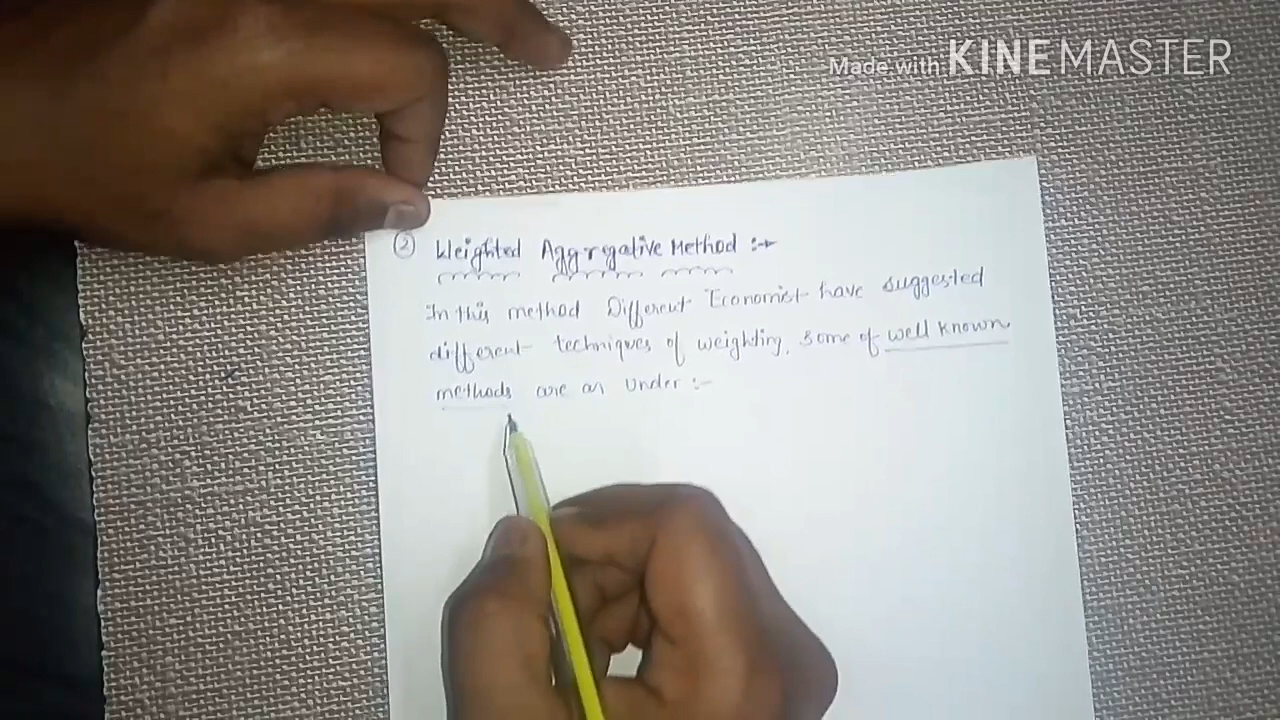 Made with KINEMASTER
② Weighted Aggregative Method :→
In this method Different Economist have suggested
different techniques of weighting. Some of well known
methods are an under :-